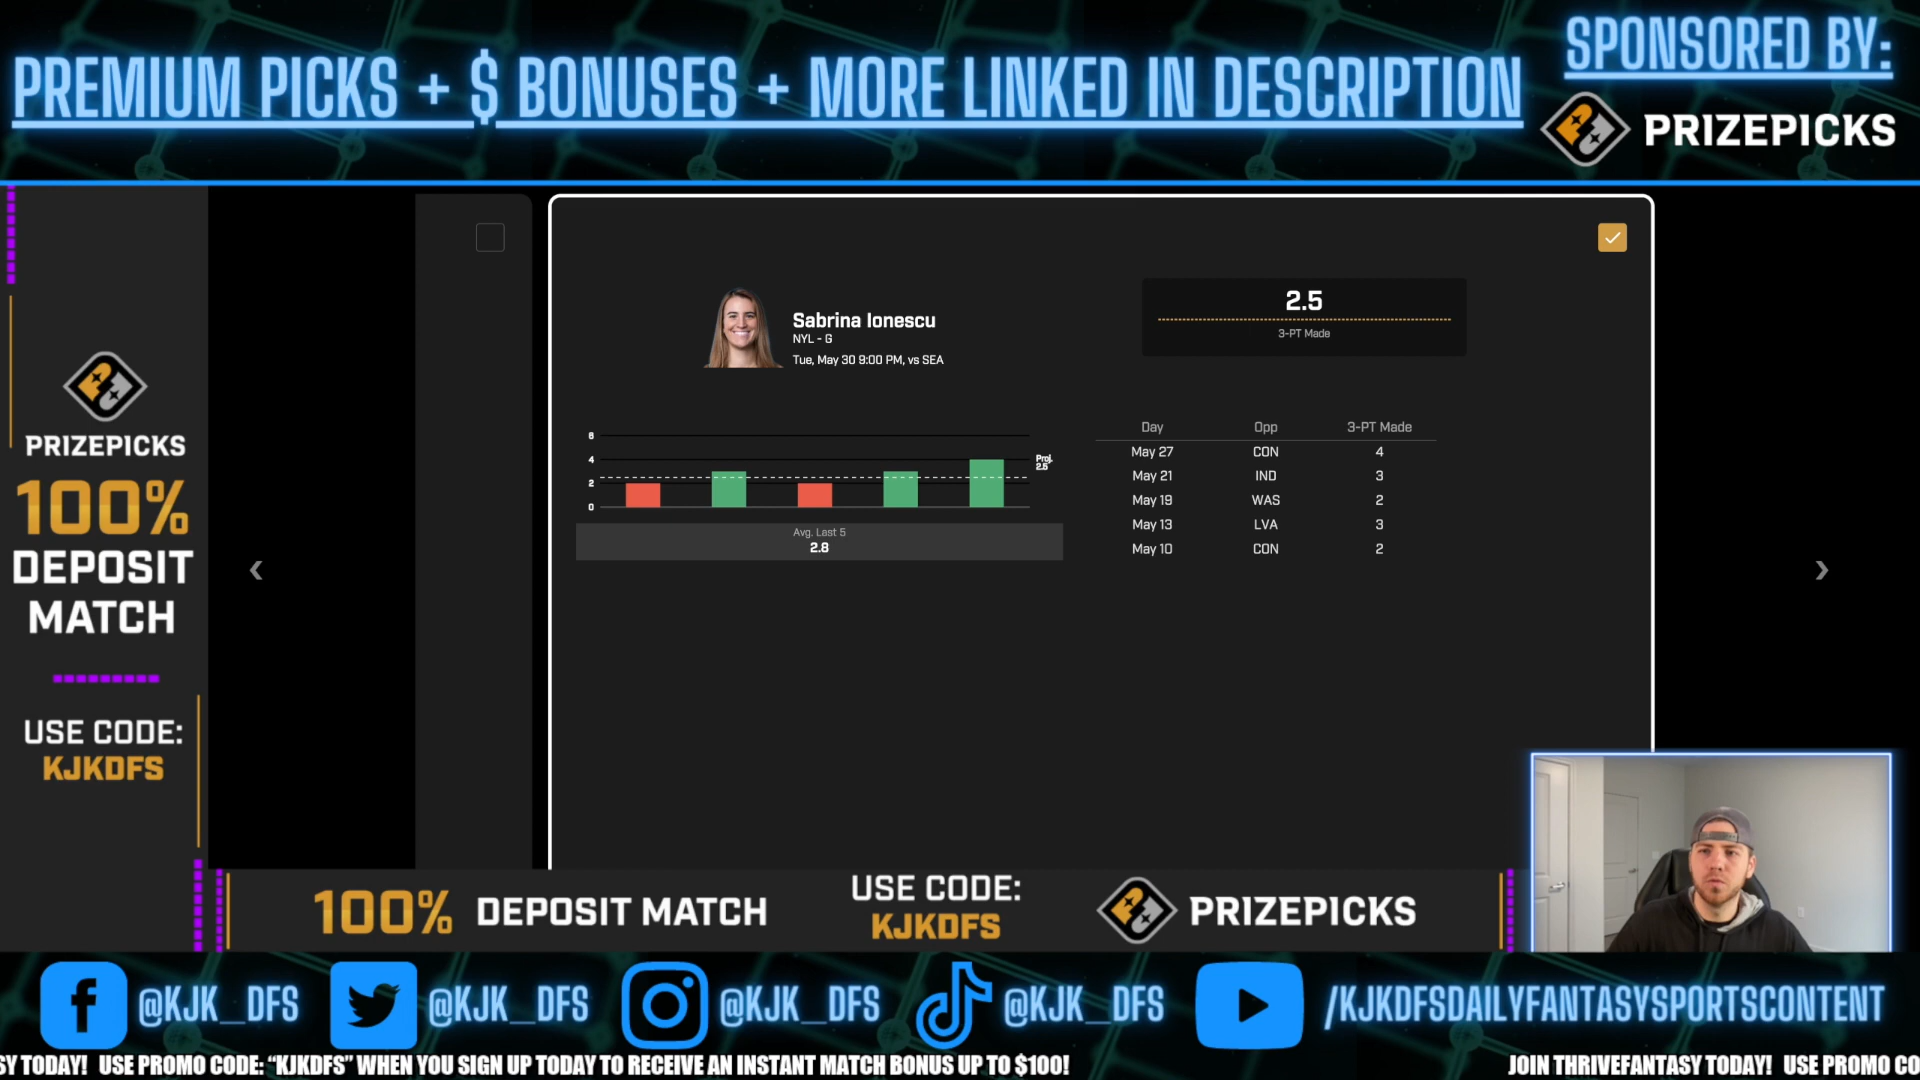 PREMIUM PICKS + $ BONUSES + MORE LINKED IN DESCRIPTION
SPONSORED BY:
PRIZEPICKS
PRIZEPICKS
100%
DEPOSIT
MATCH
USE CODE:
KJKDFS
Sabrina Ionescu
NYL - G
Tue, May 30 9:00 PM, vs SEA
2.5
3-PT Made
6
4
2
0
Proj.
2.5
Avg. Last 5
2.8
Day Opp 3-PT Made
May 27 CON 4
May 21 IND 3
May 19 WAS 2
May 13 LVA 3
May 10 CON 2
100% DEPOSIT MATCH
USE CODE:
KJKDFS
PRIZEPICKS
@KJK_DFS
@KJK_DFS
@KJK_DFS
@KJK_DFS
/KJKDFSDAILYFANTASYSPORTSCONTENT
SY TODAY! USE PROMO CODE: “KJKDFS” WHEN YOU SIGN UP TODAY TO RECEIVE AN INSTANT MATCH BONUS UP TO $100!
JOIN THRIVEFANTASY TODAY! USE PROMO CO